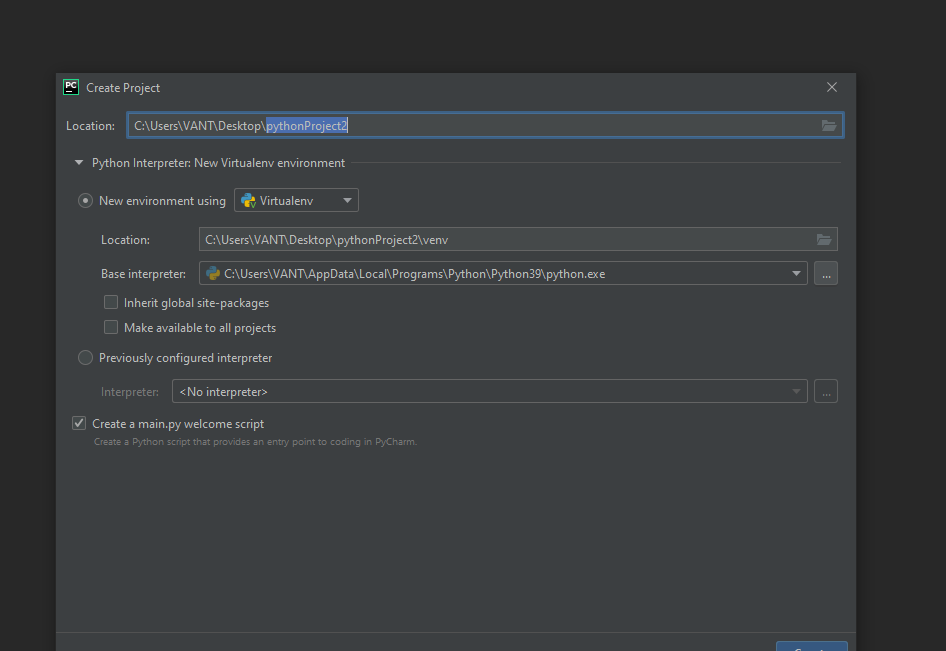 PC Create Project
Location: C:\Users\VANT\Desktop\pythonProject2
Python Interpreter: New Virtualenv environment
New environment using Virtualenv
Location: C:\Users\VANT\Desktop\pythonProject2\venv
Base interpreter: C:\Users\VANT\AppData\Local\Programs\Python\Python39\python.exe ...
Inherit global site-packages
Make available to all projects
Previously configured interpreter
Interpreter: <No interpreter> ...
Create a main.py welcome script
Create a Python script that provides an entry point to coding in PyCharm.